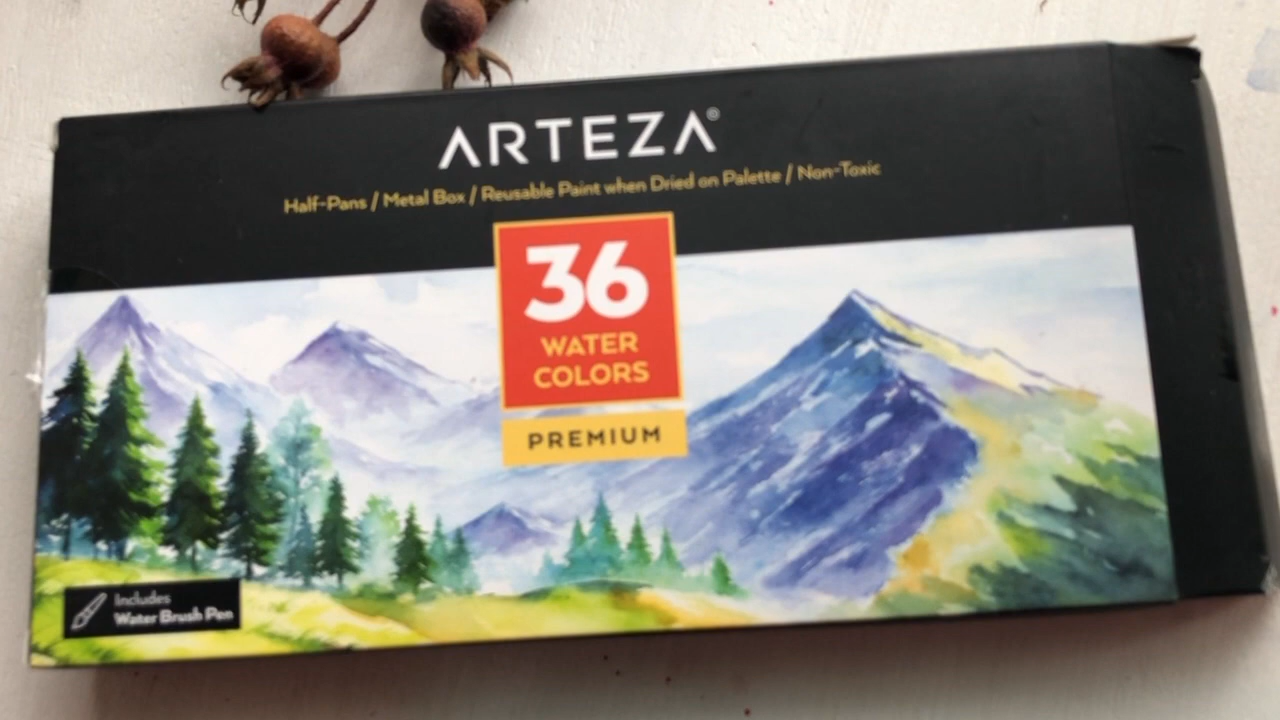 ARTEZA®
Half-Pans / Metal Box / Reusable Paint when Dried on Palette / Non-Toxic
36
WATER
COLORS
PREMIUM
Includes
Water Brush Pen